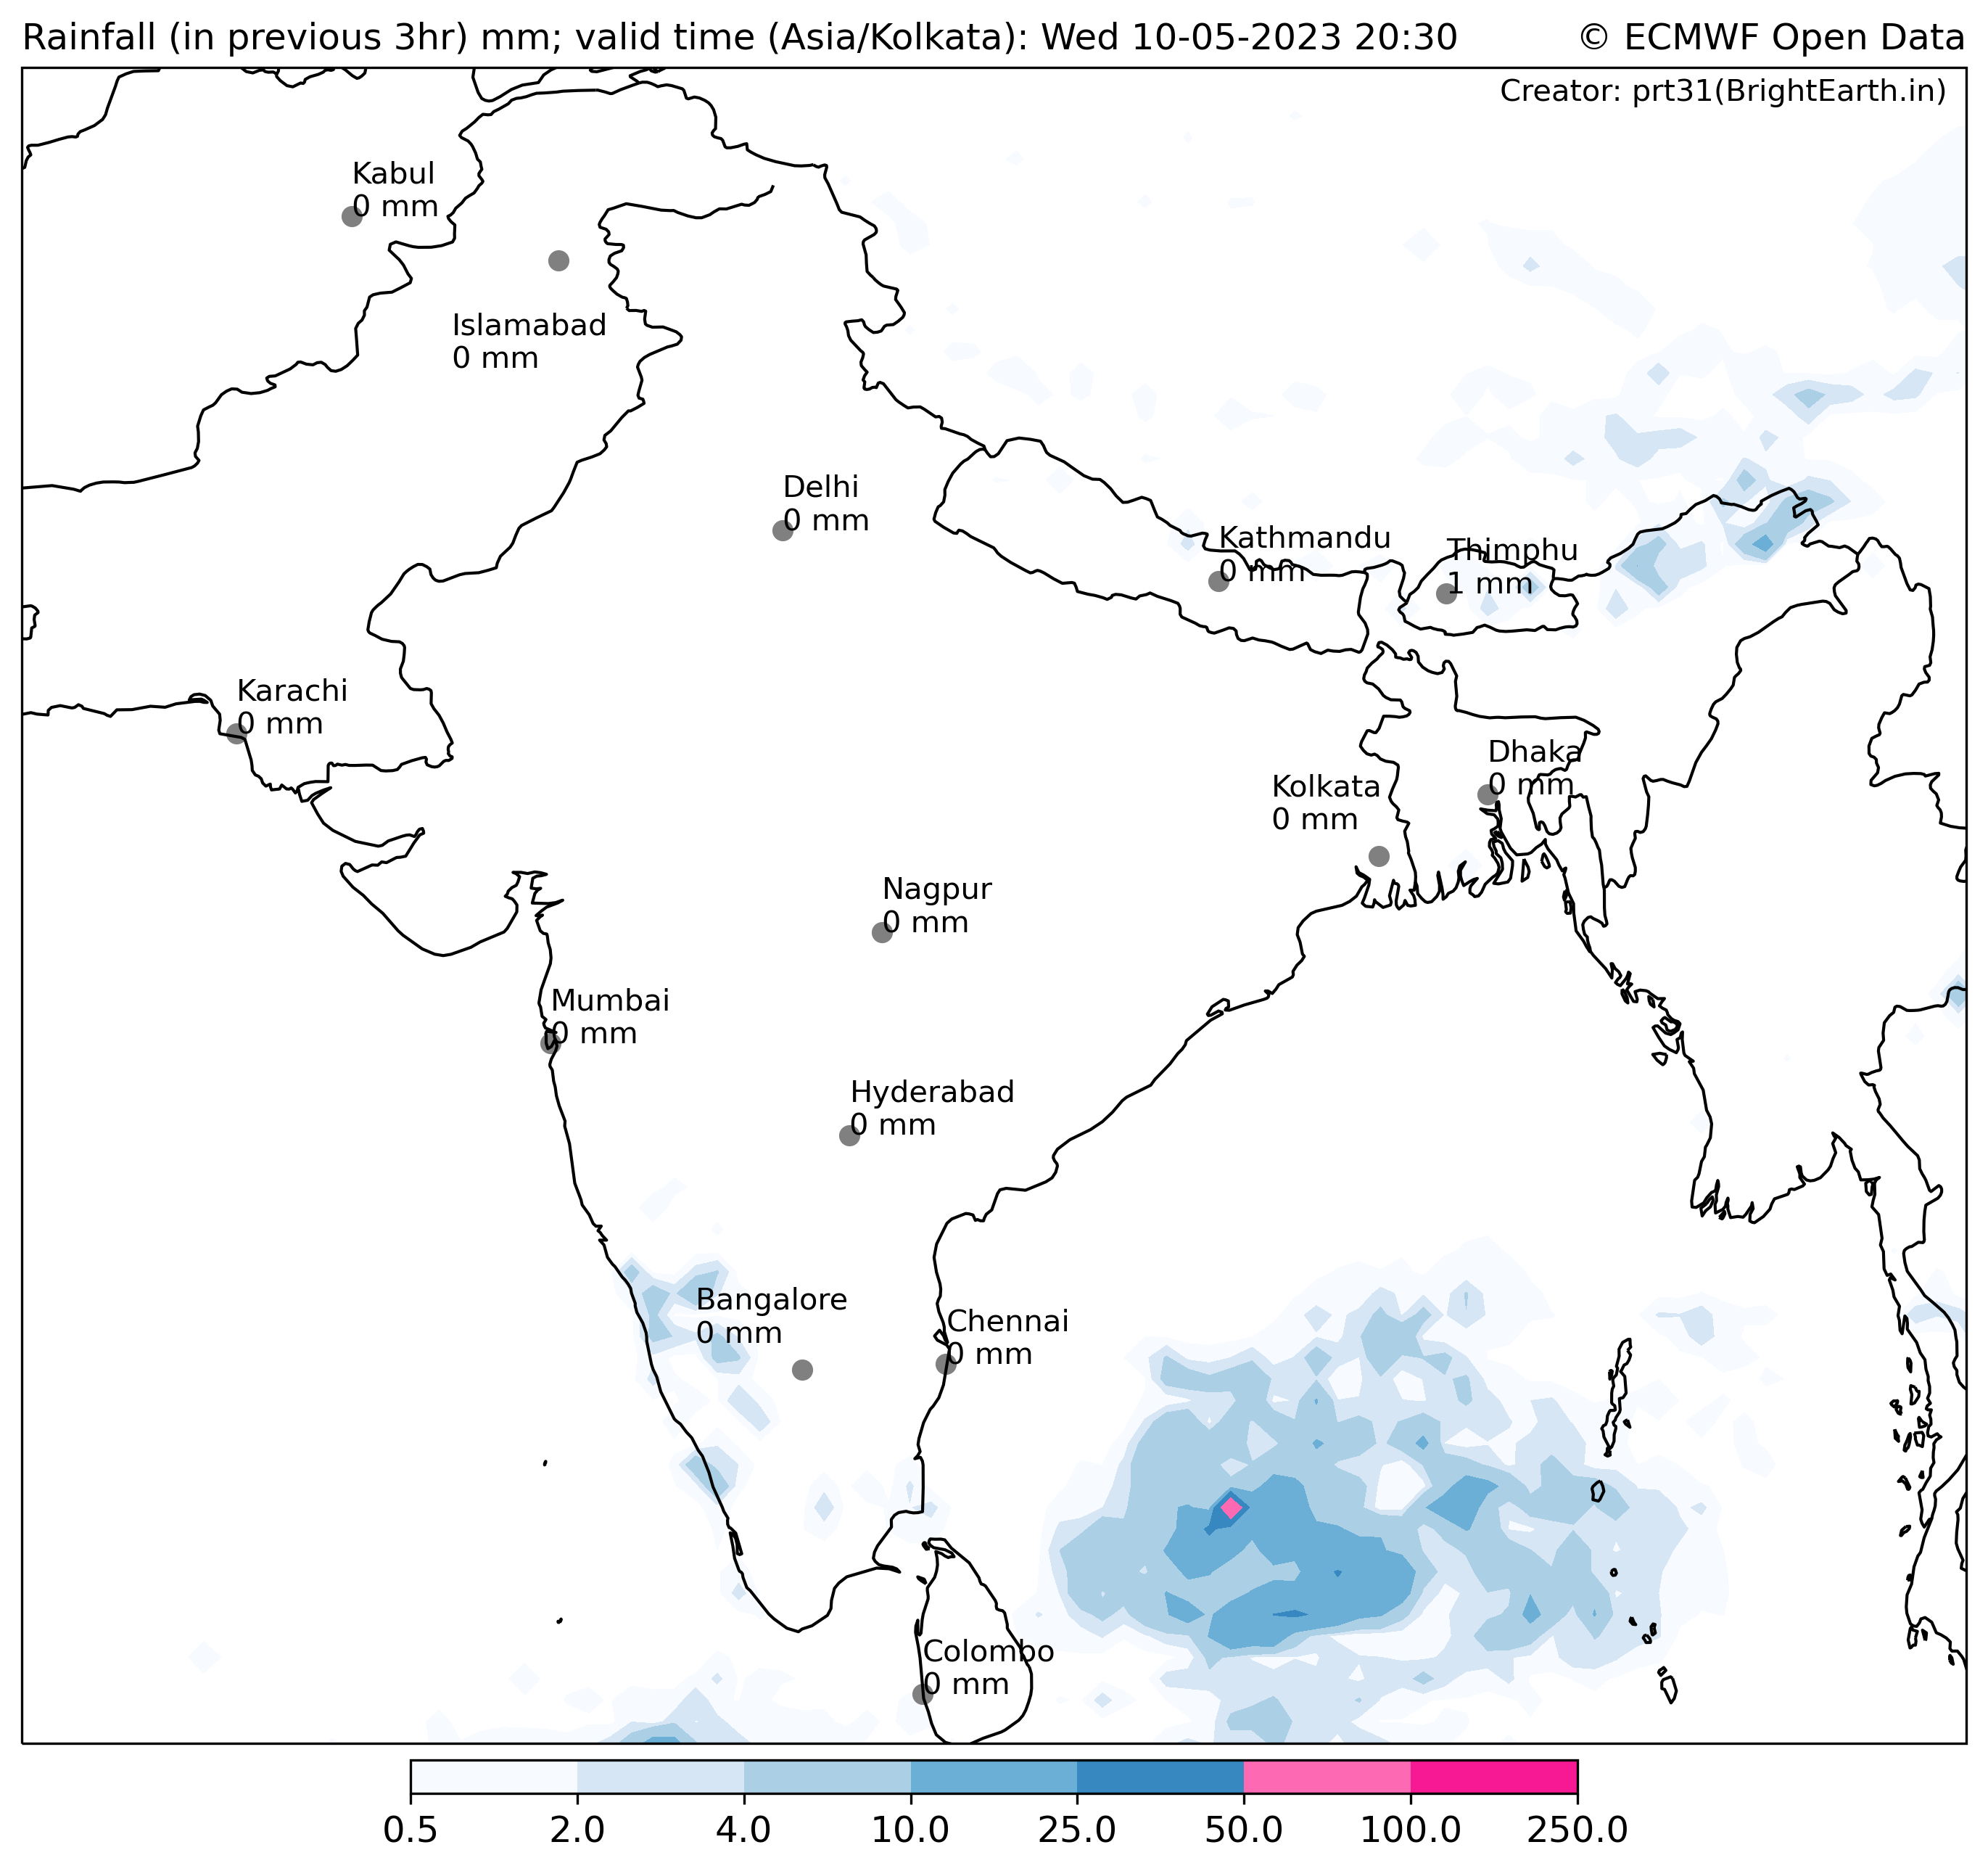 Rainfall (in previous 3hr) mm; valid time (Asia/Kolkata): Wed 10-05-2023 20:30
© ECMWF Open Data
Creator: prt31(BrightEarth.in)
Kabul
0 mm
Islamabad
0 mm
Delhi
0 mm
Kathmandu
0 mm
Thimphu
1 mm
Karachi
0 mm
Dhaka
0 mm
Kolkata
0 mm
Nagpur
0 mm
Mumbai
0 mm
Hyderabad
0 mm
Bangalore
0 mm
Chennai
0 mm
Colombo
0 mm
0.5 2.0 4.0 10.0 25.0 50.0 100.0 250.0